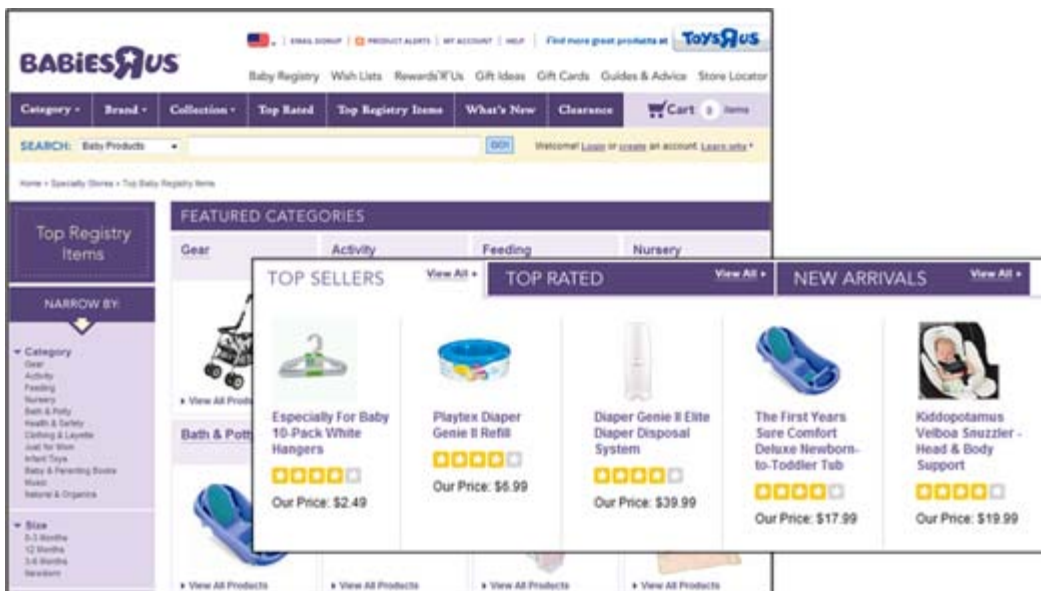 EMAIL SIGNUP | PRODUCT ALERTS | MY ACCOUNT | HELP | Find more great products at TOYS R US
BABIES R US
Baby Registry Wish Lists Rewards"R"Us Gift Ideas Gift Cards Guides & Advice Store Locator
Category Brand Collection Top Rated Top Registry Items What's New Clearance Cart 0 items
SEARCH: Baby Products GO! Welcome! Login or create an account. Learn why
Home > Specialty Stores > Top Baby Registry Items
Top Registry
Items
NARROW BY:
Category
Gear
Activity
Feeding
Nursery
Bath & Potty
Health & Safety
Clothing & Layette
Just for Mom
Infant Toys
Baby & Parenting Books
Music
Natural & Organics
Size
0-3 Months
12 Months
3-6 Months
Newborn
FEATURED CATEGORIES
Gear Activity Feeding Nursery
View All
Bath & Pott
View All Products View All Products View All Products View All Products
TOP SELLERS View All TOP RATED View All NEW ARRIVALS View All
Especially For Baby
10-Pack White
Hangers
Our Price: $2.49
Playtex Diaper
Genie II Refill
Our Price: $6.99
Diaper Genie II Elite
Diaper Disposal
System
Our Price: $39.99
The First Years
Sure Comfort
Deluxe Newborn-
to-Toddler Tub
Our Price: $17.99
Kiddopotamus
Velboa Snuzzler -
Head & Body
Support
Our Price: $19.99